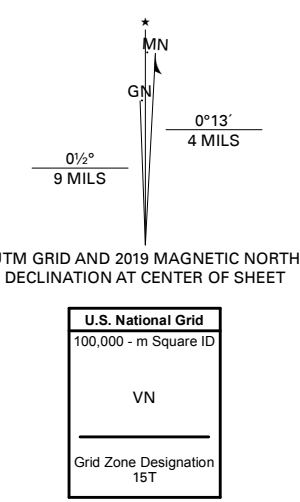 ★
MN
GN
0°13´
4 MILS
0½°
9 MILS
UTM GRID AND 2019 MAGNETIC NORTH
DECLINATION AT CENTER OF SHEET
U.S. National Grid
100,000 - m Square ID
VN
Grid Zone Designation
15T